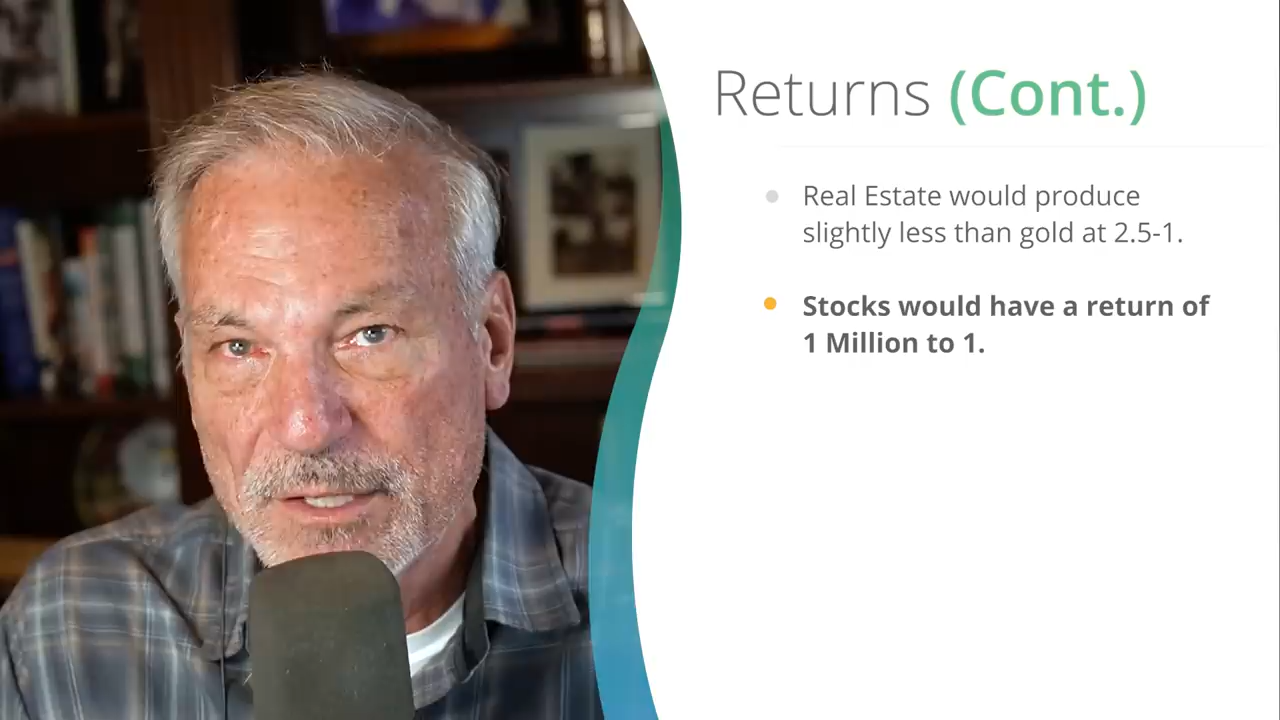 Returns (Cont.)
Real Estate would produce
slightly less than gold at 2.5-1.
Stocks would have a return of
1 Million to 1.